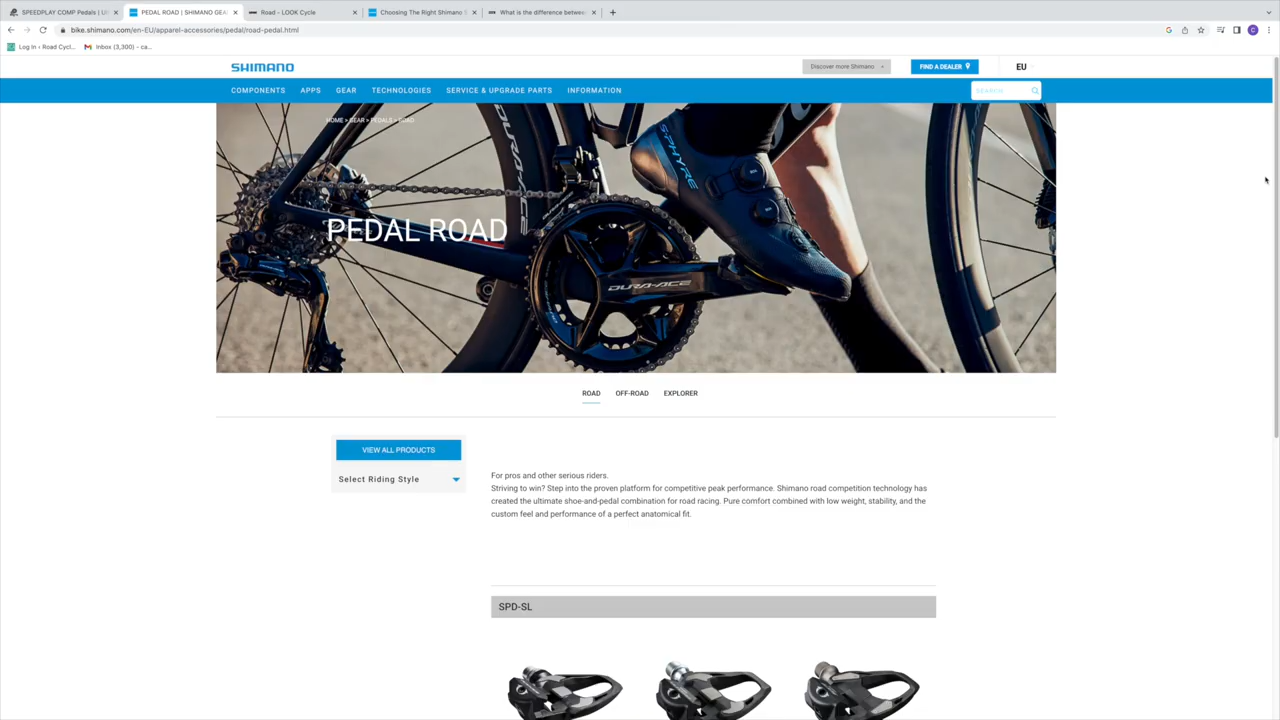 SPEEDPLAY COMP Pedals | U
PEDAL ROAD | SHIMANO GEA
Road – LOOK Cycle
Choosing The Right Shimano S
What is the difference betwee
bike.shimano.com/en-EU/apparel-accessories/pedal/road-pedal.html
Log In ‹ Road Cycl...
Inbox (3,300) - ca...
SHIMANO
Discover more Shimano
FIND A DEALER
EU
COMPONENTS
APPS
GEAR
TECHNOLOGIES
SERVICE & UPGRADE PARTS
INFORMATION
SEARCH
HOME > GEAR > PEDALS > ROAD
DURA-ACE
S-PHYRE
PEDAL ROAD
DURA-ACE
ROAD
OFF-ROAD
EXPLORER
VIEW ALL PRODUCTS
Select Riding Style
For pros and other serious riders.
Striving to win? Step into the proven platform for competitive peak performance. Shimano road competition technology has
created the ultimate shoe-and-pedal combination for road racing. Pure comfort combined with low weight, stability, and the
custom feel and performance of a perfect anatomical fit.
SPD-SL